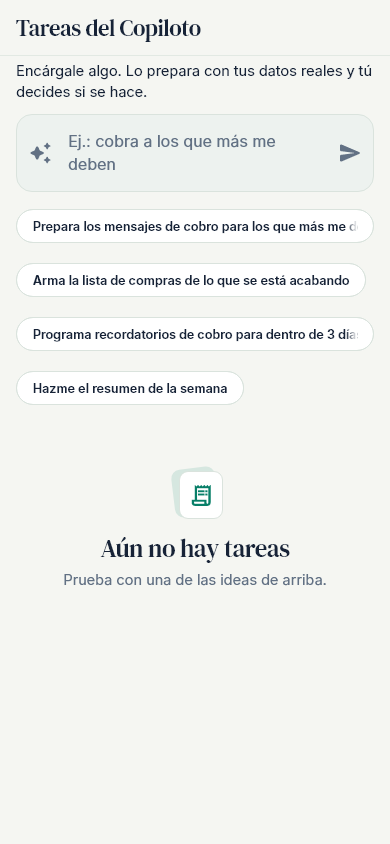 Tareas del Copiloto
Encárgale algo. Lo prepara con tus datos reales y tú
decides si se hace.
Ej.: cobra a los que más me
deben
Prepara los mensajes de cobro para los que más me
Arma la lista de compras de lo que se está acabando
Programa recordatorios de cobro para dentro de 3 días
Hazme el resumen de la semana
Aún no hay tareas
Prueba con una de las ideas de arriba.